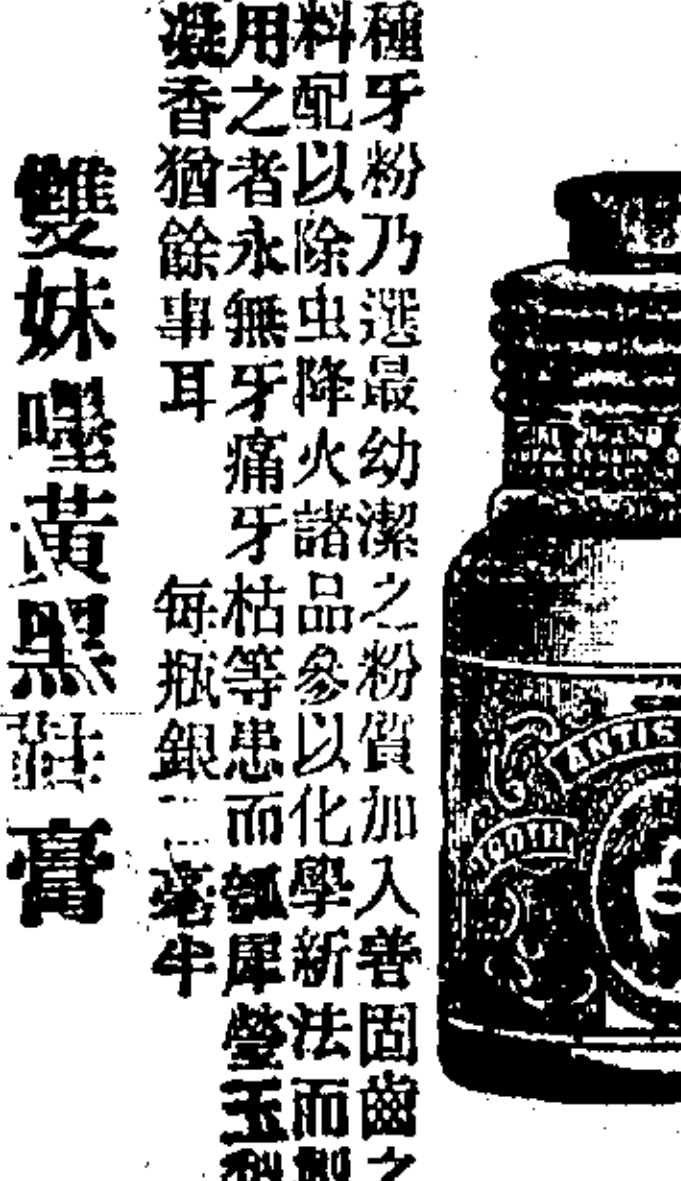 種牙粉乃選最幼潔之粉質加入善固齒之
料配以除虫降火諸品參以化學新法而製
用之者永無牙痛牙枯等患而瓠犀瑩玉
凝香猶餘事耳 每瓶銀二毫半
雙妹嘜黃黑牙膏
ANTIS
TOOTH